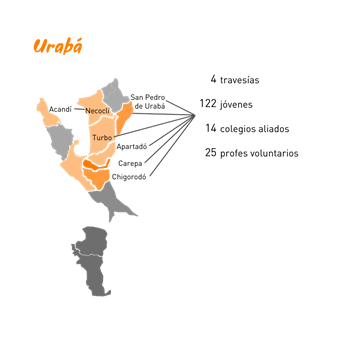 Urabá
4 travesías
122 jóvenes
14 colegios aliados
25 profes voluntarios
San Pedro
de Urabá
Acandí
Necoclí
Turbo
Apartadó
Carepa
Chigorodó